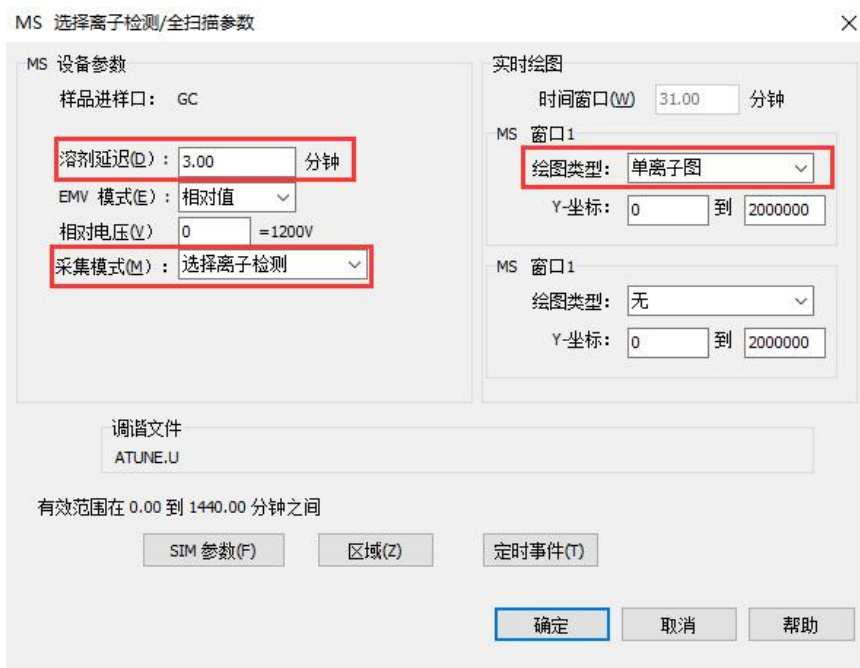 MS 选择离子检测/全扫描参数
MS 设备参数
样品进样口: GC
溶剂延迟(D): 3.00 分钟
EMV 模式(E): 相对值
相对电压(V) 0 =1200V
采集模式(M): 选择离子检测
实时绘图
时间窗口(W) 31.00 分钟
MS 窗口1
绘图类型: 单离子图
Y-坐标: 0 到 2000000
MS 窗口1
绘图类型: 无
Y-坐标: 0 到 2000000
调谐文件
ATUNE.U
有效范围在 0.00 到 1440.00 分钟之间
SIM 参数(F) 区域(Z) 定时事件(T)
确定 取消 帮助